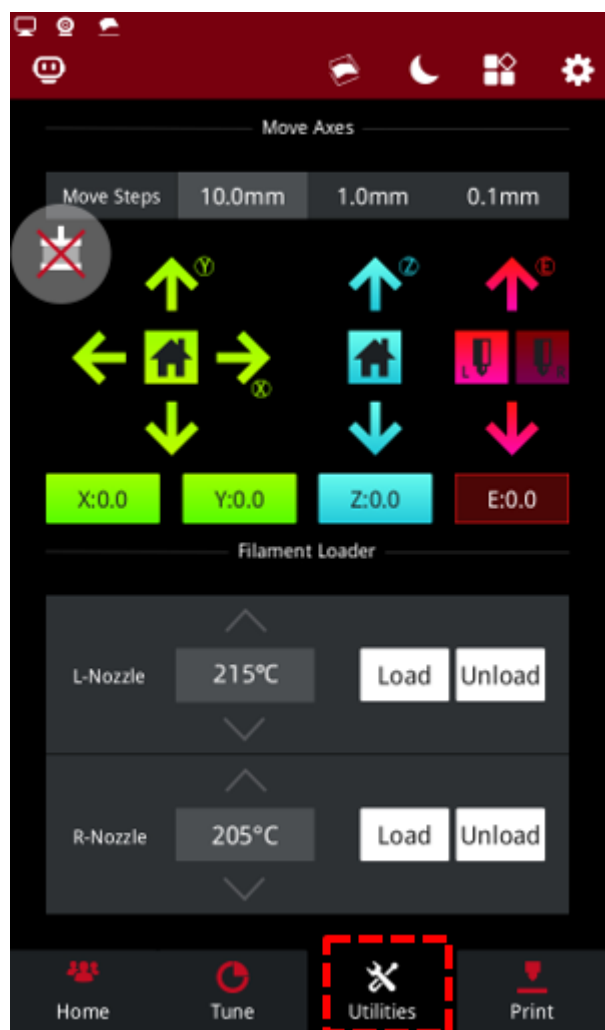 Move Axes
Move Steps 10.0mm 1.0mm 0.1mm
Y Z E
L R
X
X:0.0 Y:0.0 Z:0.0 E:0.0
Filament Loader
L-Nozzle 215°C Load Unload
R-Nozzle 205°C Load Unload
Home Tune Utilities Print